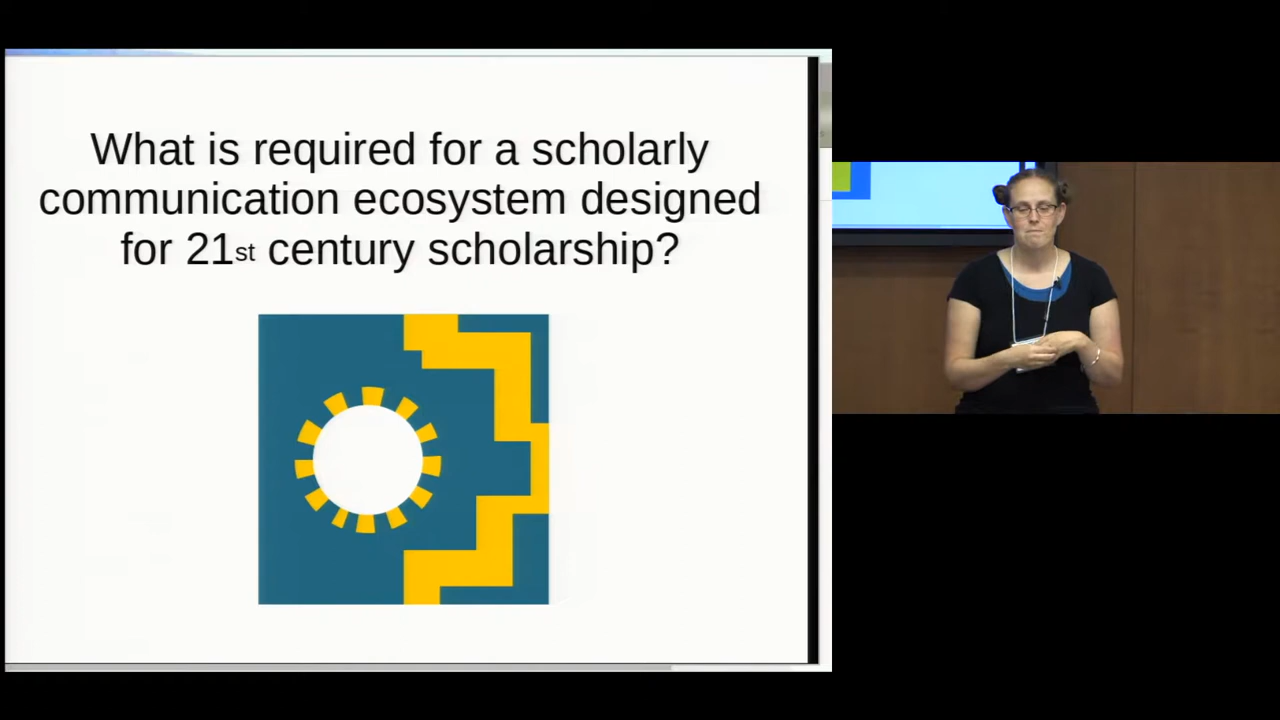 What is required for a scholarly
communication ecosystem designed
for 21st century scholarship?